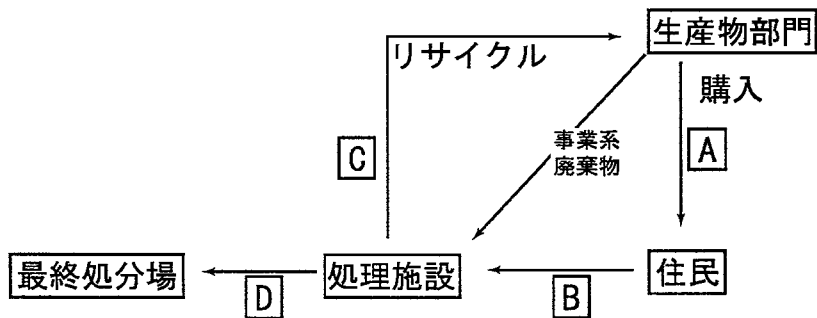 生産物部門
リサイクル
購入
事業系
廃棄物
A
C
最終処分場
処理施設
住民
D
B